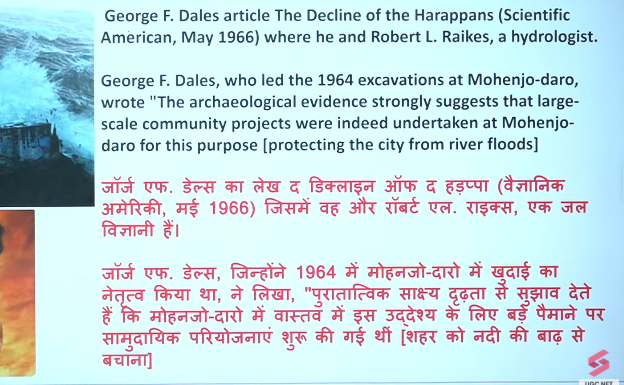 George F. Dales article The Decline of the Harappans (Scientific
American, May 1966) where he and Robert L. Raikes, a hydrologist.
George F. Dales, who led the 1964 excavations at Mohenjo-daro,
wrote "The archaeological evidence strongly suggests that large-
scale community projects were indeed undertaken at Mohenjo-
daro for this purpose [protecting the city from river floods]
जॉर्ज एफ. डेल्स का लेख द डिक्लाइन ऑफ द हड़प्पा (वैज्ञानिक
अमेरिकी, मई 1966) जिसमें वह और रॉबर्ट एल. राइक्स, एक जल
विज्ञानी हैं।
जॉर्ज एफ. डेल्स, जिन्होंने 1964 में मोहनजो-दारो में खुदाई का
नेतृत्व किया था, ने लिखा, "पुरातात्विक साक्ष्य दृढ़ता से सुझाव देते
हैं कि मोहनजो-दारो में वास्तव में इस उद्देश्य के लिए बड़े पैमाने पर
सामुदायिक परियोजनाएं शुरू की गई थीं [शहर को नदी की बाढ़ से
बचाना]
UGC NET